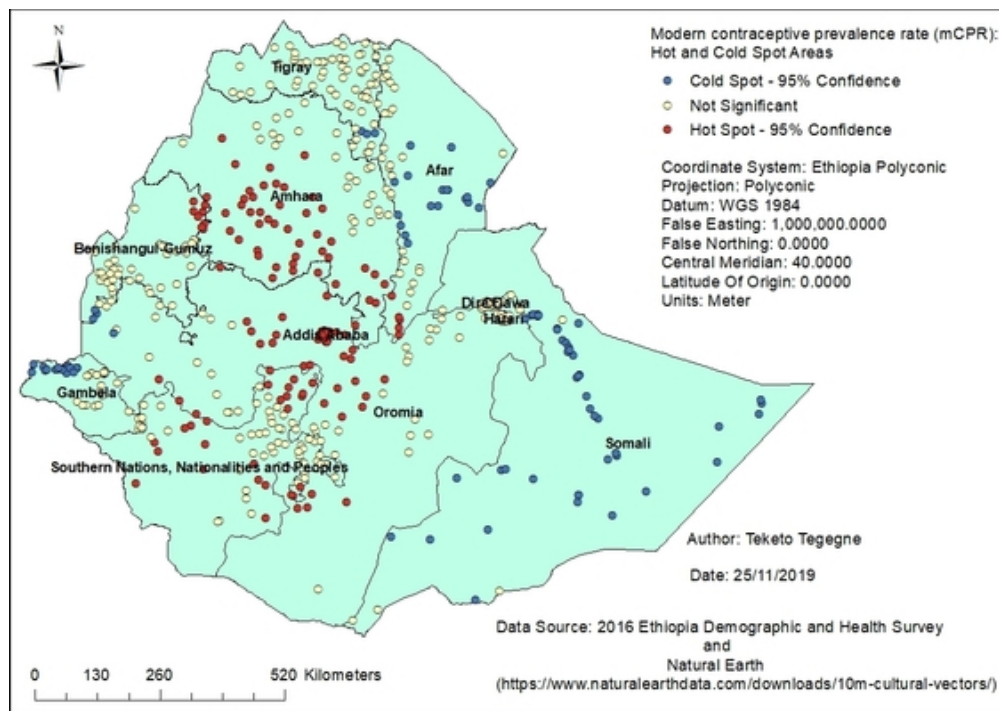 N
Modern contraceptive prevalence rate (mCPR):
Hot and Cold Spot Areas
Cold Spot - 95% Confidence
Not Significant
Hot Spot - 95% Confidence
Coordinate System: Ethiopia Polyconic
Projection: Polyconic
Datum: WGS 1984
False Easting: 1,000,000.0000
False Northing: 0.0000
Central Meridian: 40.0000
Latitude Of Origin: 0.0000
Units: Meter
Tigray
Afar
Amhara
Benishangul-Gumuz
Hazari
Addis Ababa
Gambela
Oromia
Somali
Southern Nations, Nationalities and Peoples
Author: Teketo Tegegne
Date: 25/11/2019
Data Source: 2016 Ethiopia Demographic and Health Survey
and
Natural Earth
(https://www.naturalearthdata.com/downloads/10m-cultural-vectors/)
0 130 260 520 Kilometers